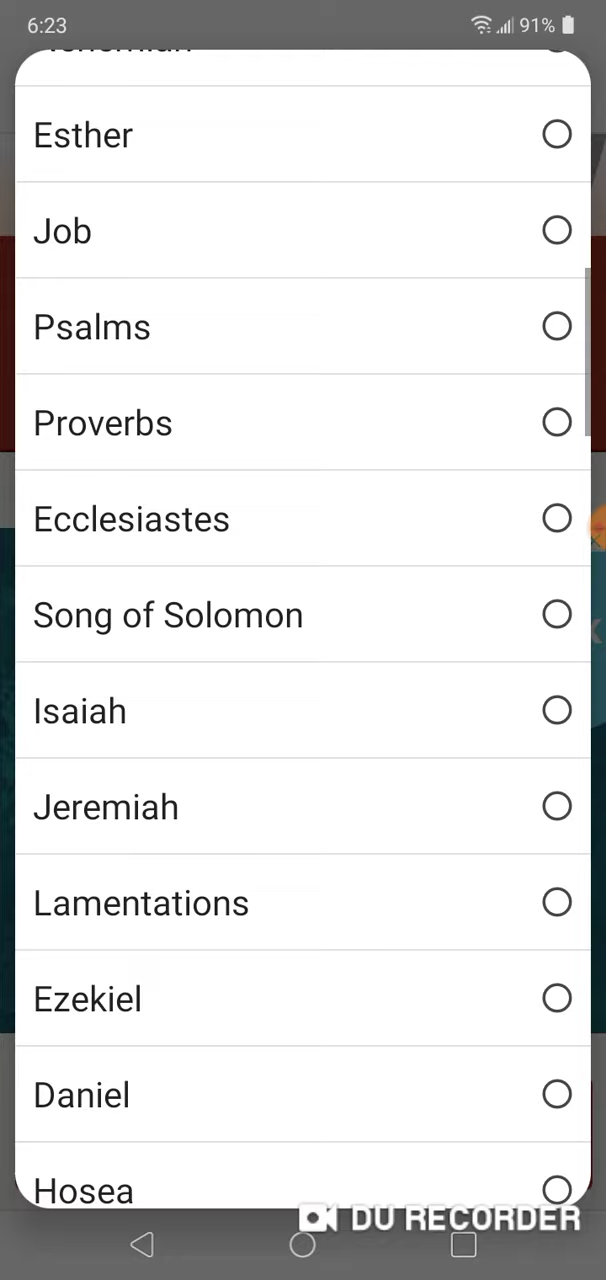 6:23 91%
Esther
Job
Psalms
Proverbs
Ecclesiastes
Song of Solomon
Isaiah
Jeremiah
Lamentations
Ezekiel
Daniel
Hosea
DU RECORDER